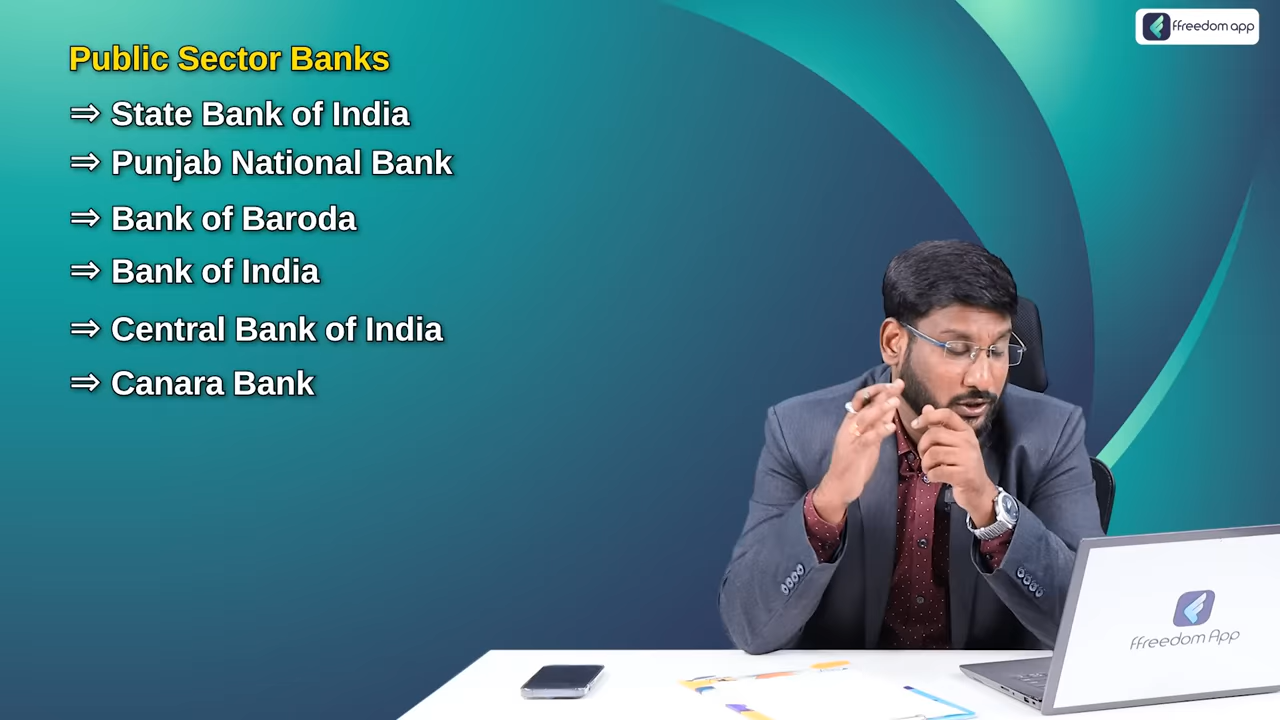 Public Sector Banks
⇒ State Bank of India
⇒ Punjab National Bank
⇒ Bank of Baroda
⇒ Bank of India
⇒ Central Bank of India
⇒ Canara Bank
ffreedom app
ffreedom App